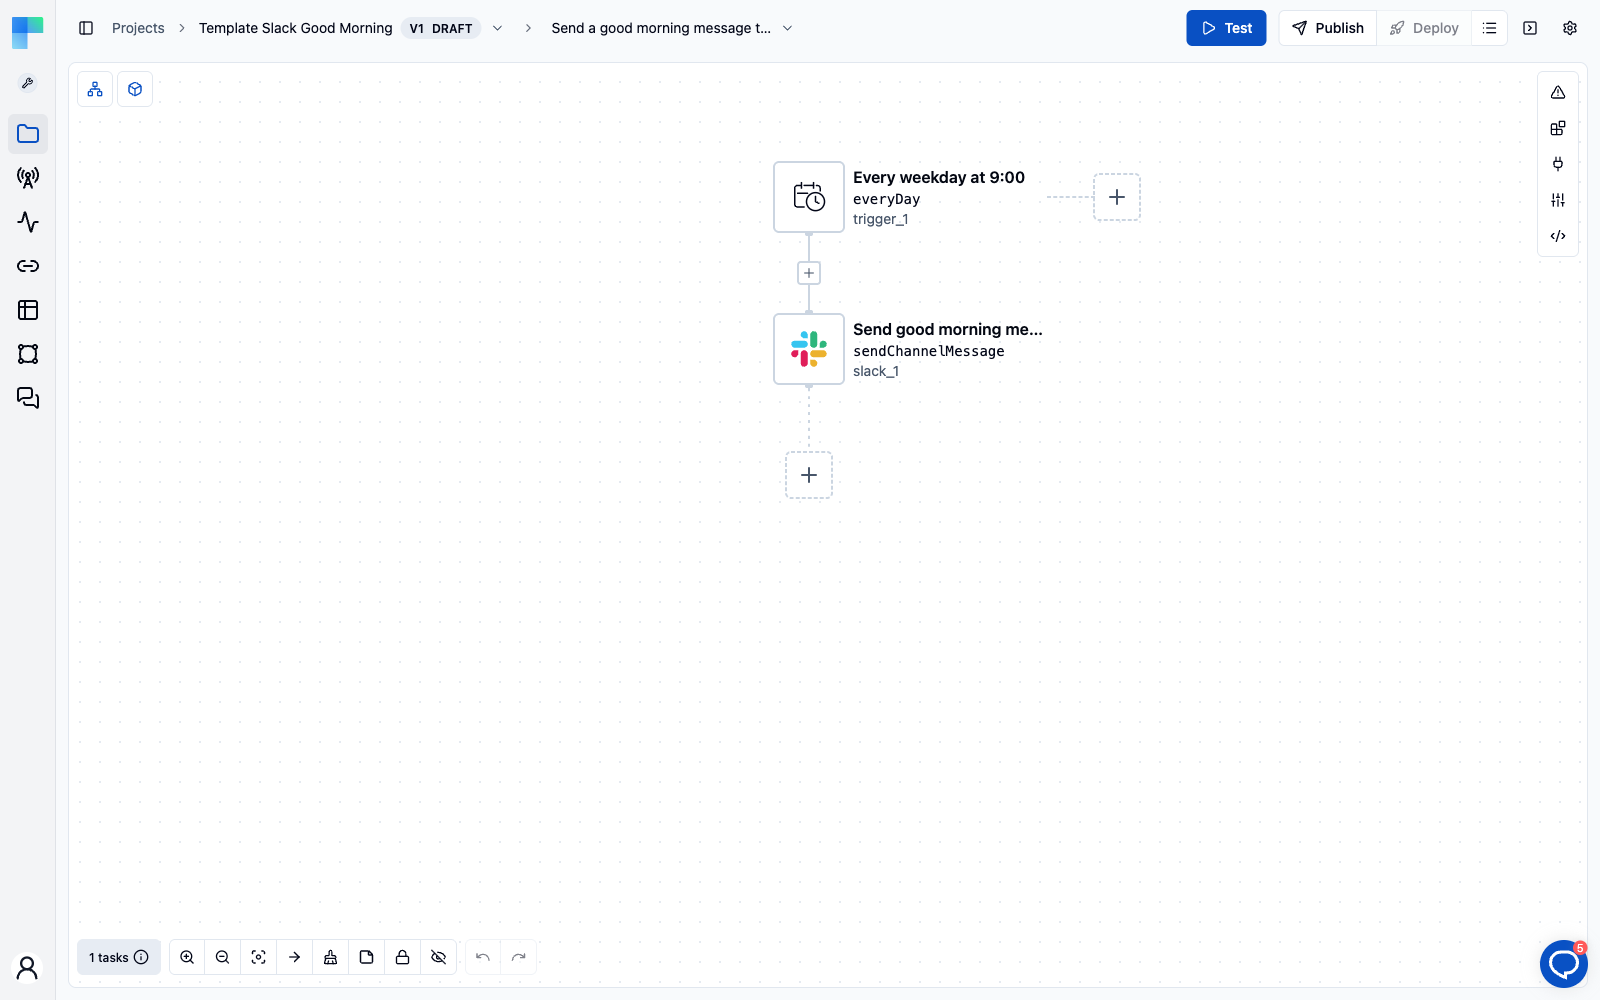 Projects
Template Slack Good Morning
V1 DRAFT
Send a good morning message t...
Test
Publish
Deploy
Every weekday at 9:00
everyDay
trigger_1
Send good morning me...
sendChannelMessage
slack_1
1 tasks
5